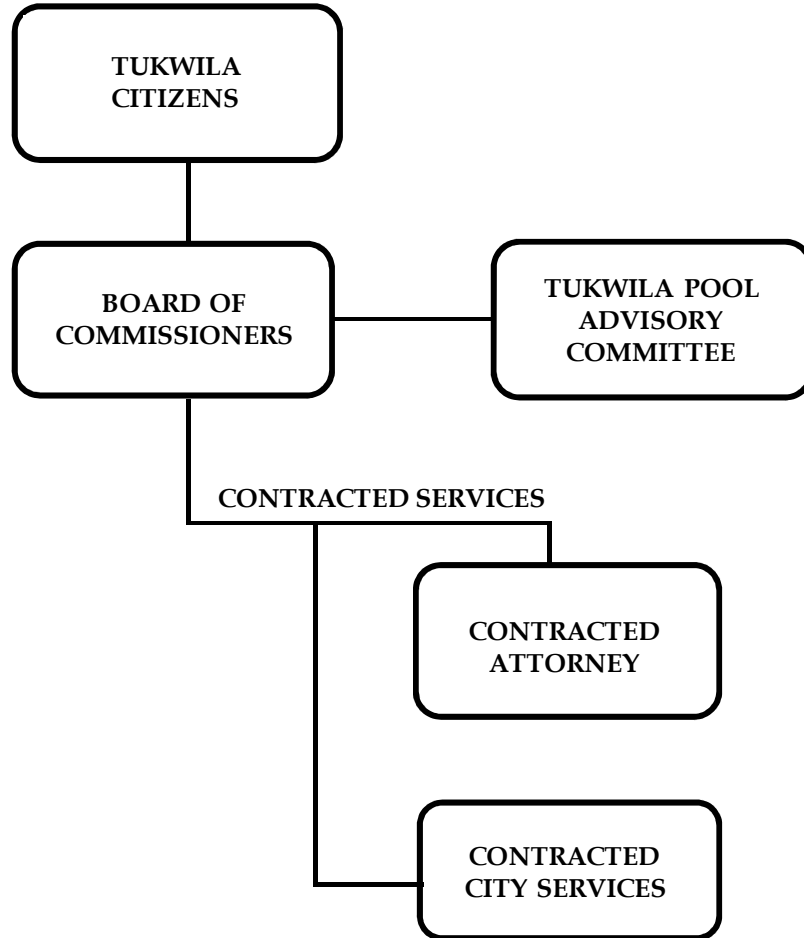 TUKWILA
CITIZENS
BOARD OF
COMMISSIONERS
TUKWILA POOL
ADVISORY
COMMITTEE
CONTRACTED SERVICES
CONTRACTED
ATTORNEY
CONTRACTED
CITY SERVICES